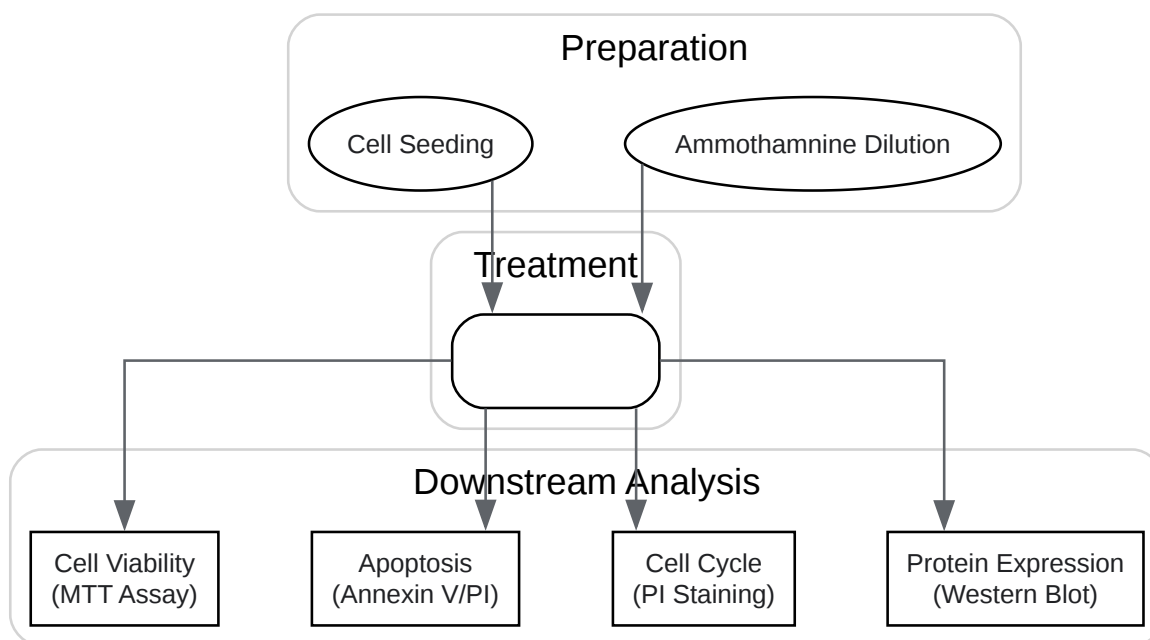 Preparation
Cell Seeding
Ammothamnine Dilution
Treatment
Downstream Analysis
Cell Viability
(MTT Assay)
Apoptosis
(Annexin V/PI)
Cell Cycle
(PI Staining)
Protein Expression
(Western Blot)